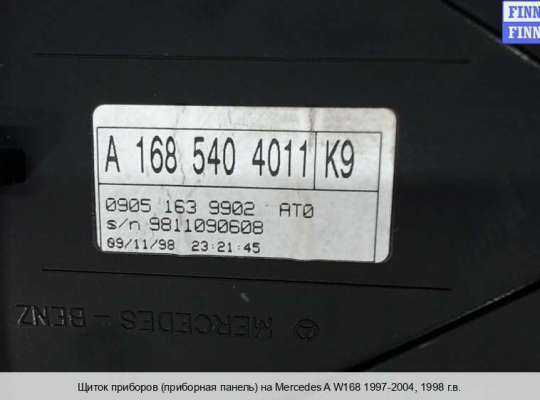 FINN
FINN
A 168 540 4011 K9
0905 163 9902 AT0
s/n 9811090608
09/11/98 23:21:45
MERCEDES-BENZ
Щиток приборов (приборная панель) на Mercedes A W168 1997-2004, 1998 г.в.